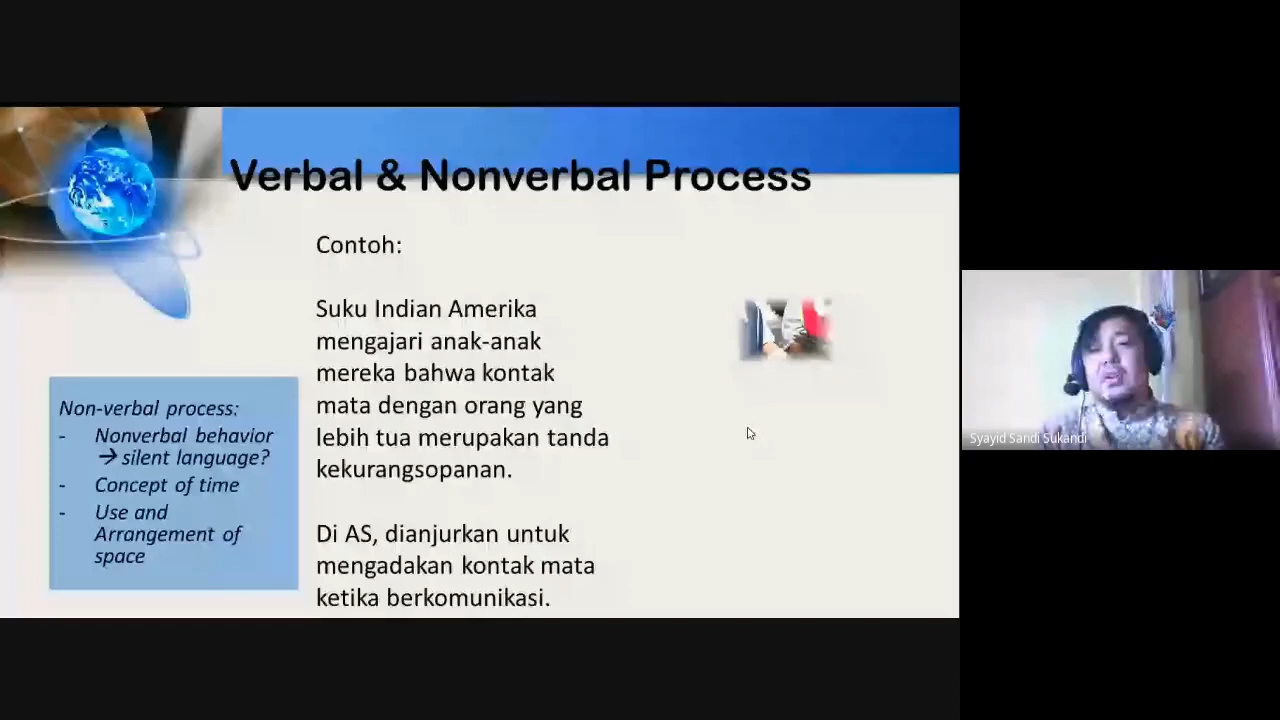 Verbal & Nonverbal Process
Contoh:
Suku Indian Amerika
mengajari anak-anak
mereka bahwa kontak
mata dengan orang yang
lebih tua merupakan tanda
kekurangsopanan.
Di AS, dianjurkan untuk
mengadakan kontak mata
ketika berkomunikasi.
Non-verbal process:
- Nonverbal behavior
→ silent language?
- Concept of time
- Use and
Arrangement of
space
Syayid Sandi Sukandi